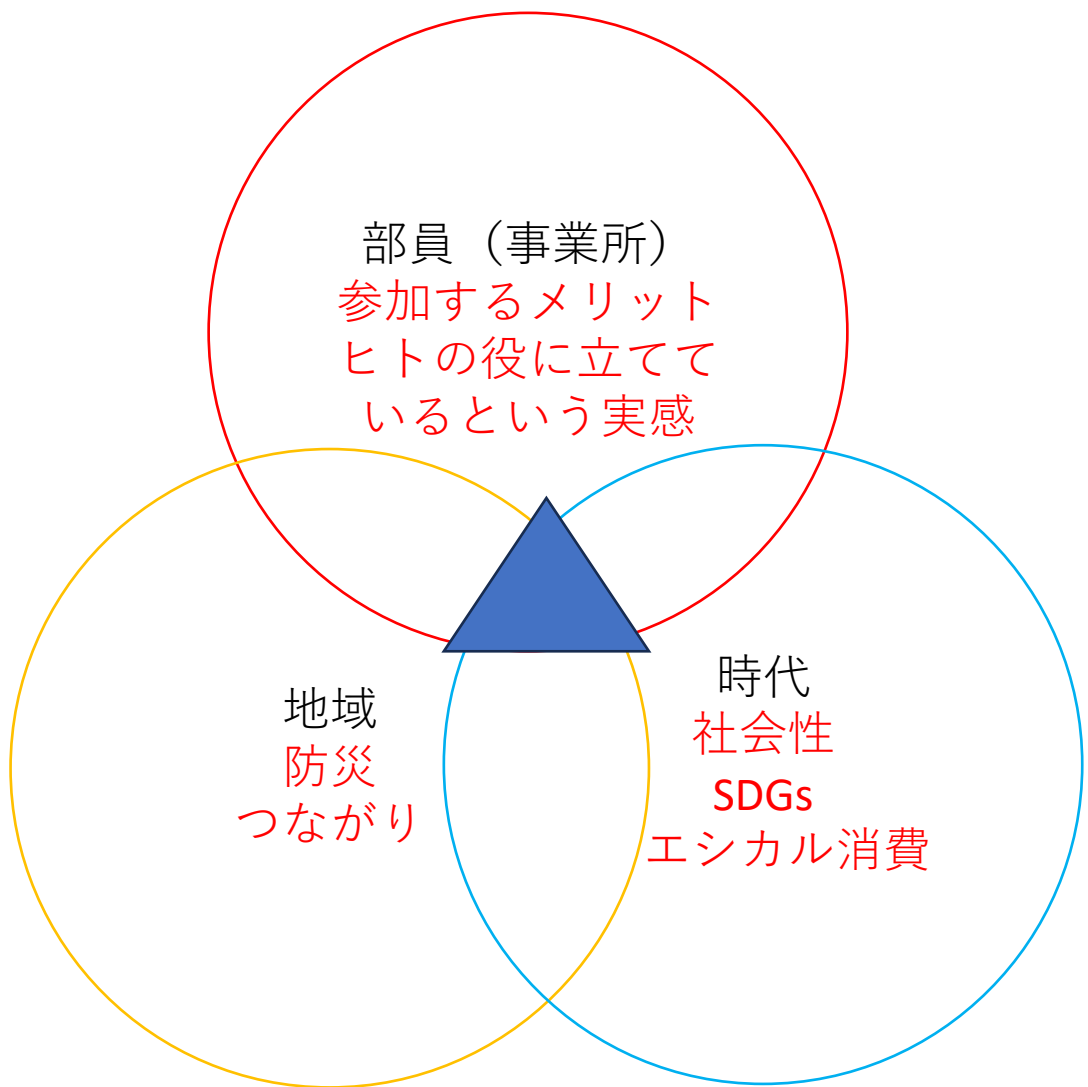 部員（事業所）
参加するメリット
ヒトの役に立てて
いるという実感
地域
防災
つながり
時代
社会性
SDGs
エシカル消費